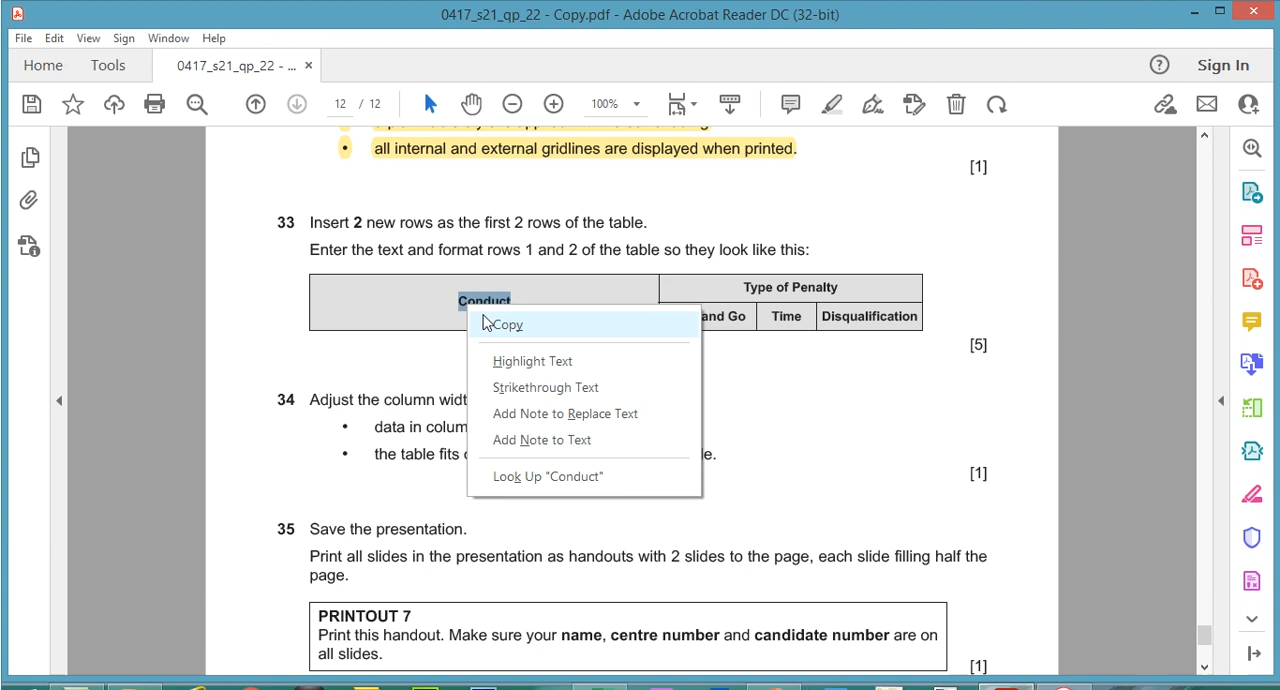 0417_s21_qp_22 - Copy.pdf - Adobe Acrobat Reader DC (32-bit)
File Edit View Sign Window Help
Home Tools 0417_s21_qp_22 - ... × Sign In
12 / 12 100%
• all internal and external gridlines are displayed when printed.
[1]
33 Insert 2 new rows as the first 2 rows of the table.
Enter the text and format rows 1 and 2 of the table so they look like this:
Type of Penalty
Conduct
and Go Time Disqualification
[5]
Copy
Highlight Text
Strikethrough Text
Add Note to Replace Text
Add Note to Text
Look Up "Conduct"
34 Adjust the column widt
• data in colum
• the table fits
[1]
35 Save the presentation.
Print all slides in the presentation as handouts with 2 slides to the page, each slide filling half the
page.
PRINTOUT 7
Print this handout. Make sure your name, centre number and candidate number are on
all slides.
[1]